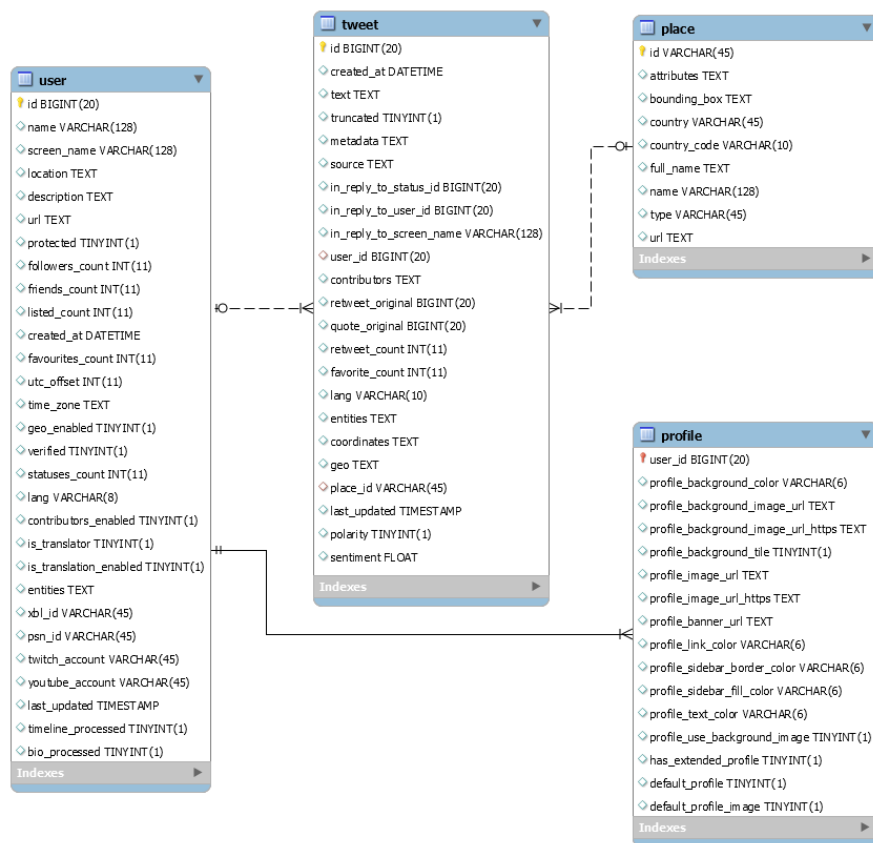 user
id BIGINT(20)
name VARCHAR(128)
screen_name VARCHAR(128)
location TEXT
description TEXT
url TEXT
protected TINYINT(1)
followers_count INT(11)
friends_count INT(11)
listed_count INT(11)
created_at DATETIME
favourites_count INT(11)
utc_offset INT(11)
time_zone TEXT
geo_enabled TINYINT(1)
verified TINYINT(1)
statuses_count INT(11)
lang VARCHAR(8)
contributors_enabled TINYINT(1)
is_translator TINYINT(1)
is_translation_enabled TINYINT(1)
entities TEXT
xbl_id VARCHAR(45)
psn_id VARCHAR(45)
twitch_account VARCHAR(45)
youtube_account VARCHAR(45)
last_updated TIMESTAMP
timeline_processed TINYINT(1)
bio_processed TINYINT(1)
Indexes
tweet
id BIGINT(20)
created_at DATETIME
text TEXT
truncated TINYINT(1)
metadata TEXT
source TEXT
in_reply_to_status_id BIGINT(20)
in_reply_to_user_id BIGINT(20)
in_reply_to_screen_name VARCHAR(128)
user_id BIGINT(20)
contributors TEXT
retweet_original BIGINT(20)
quote_original BIGINT(20)
retweet_count INT(11)
favorite_count INT(11)
lang VARCHAR(10)
entities TEXT
coordinates TEXT
geo TEXT
place_id VARCHAR(45)
last_updated TIMESTAMP
polarity TINYINT(1)
sentiment FLOAT
Indexes
place
id VARCHAR(45)
attributes TEXT
bounding_box TEXT
country VARCHAR(45)
country_code VARCHAR(10)
full_name TEXT
name VARCHAR(128)
type VARCHAR(45)
url TEXT
Indexes
profile
user_id BIGINT(20)
profile_background_color VARCHAR(6)
profile_background_image_url TEXT
profile_background_image_url_https TEXT
profile_background_tile TINYINT(1)
profile_image_url TEXT
profile_image_url_https TEXT
profile_banner_url TEXT
profile_link_color VARCHAR(6)
profile_sidebar_border_color VARCHAR(6)
profile_sidebar_fill_color VARCHAR(6)
profile_text_color VARCHAR(6)
profile_use_background_image TINYINT(1)
has_extended_profile TINYINT(1)
default_profile TINYINT(1)
default_profile_image TINYINT(1)
Indexes